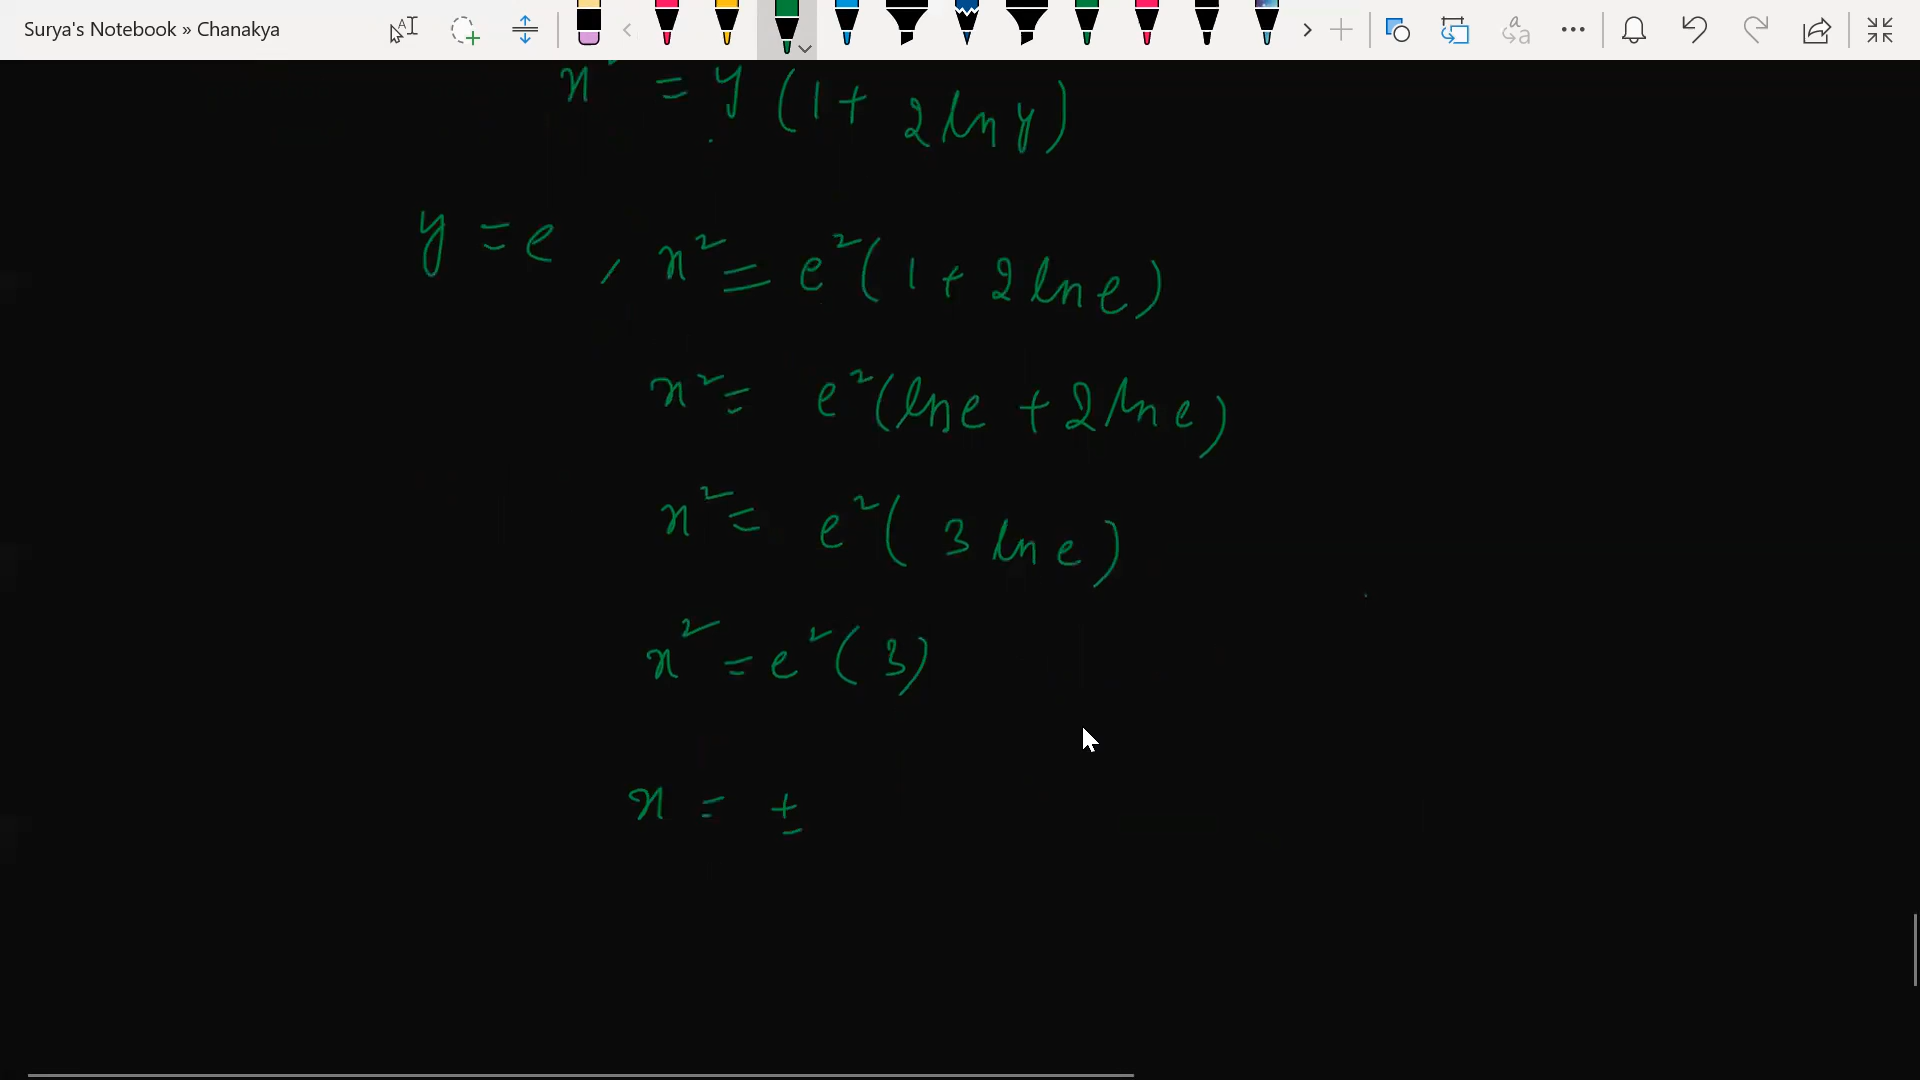 Surya's Notebook » Chanakya
x² = y (1 + 2 ln y)
y = e , x² = e² (1 + 2 ln e)
x² = e² (ln e + 2 ln e)
x² = e² ( 3 ln e )
x² = e² ( 3 )
x = ±